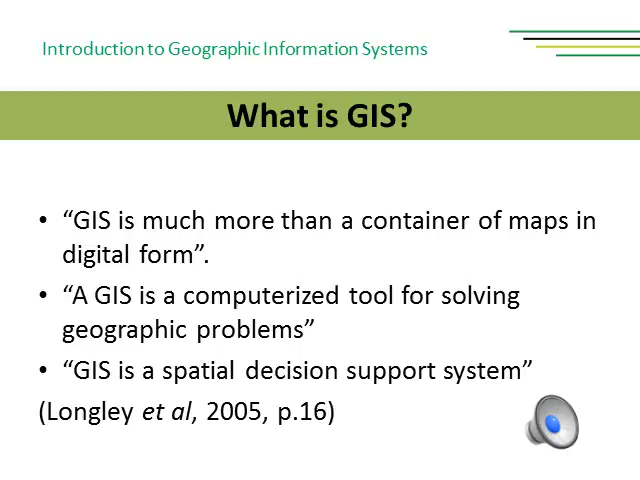 Introduction to Geographic Information Systems
What is GIS?
• “GIS is much more than a container of maps in
digital form”.
• “A GIS is a computerized tool for solving
geographic problems”
• “GIS is a spatial decision support system”
(Longley et al, 2005, p.16)